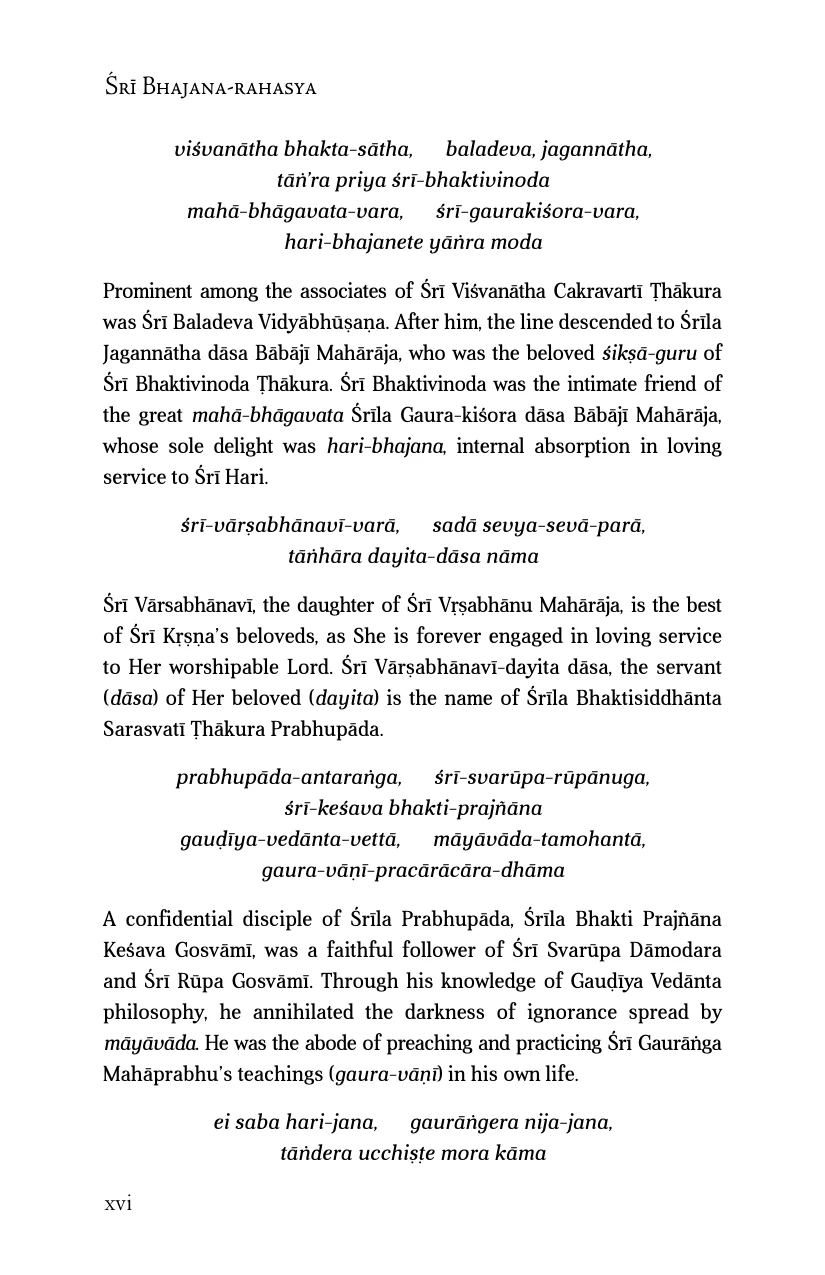 Śrī Bhajana-rahasya
viśvanātha bhakta-sātha, baladeva, jagannātha,
tāṅ’ra priya śrī-bhaktivinoda
mahā-bhāgavata-vara, śrī-gaurakiśora-vara,
hari-bhajanete yāṅra moda
Prominent among the associates of Śrī Viśvanātha Cakravartī Ṭhākura
was Śrī Baladeva Vidyābhūṣaṇa. After him, the line descended to Śrīla
Jagannātha dāsa Bābājī Mahārāja, who was the beloved śikṣā-guru of
Śrī Bhaktivinoda Ṭhākura. Śrī Bhaktivinoda was the intimate friend of
the great mahā-bhāgavata Śrīla Gaura-kiśora dāsa Bābājī Mahārāja,
whose sole delight was hari-bhajana, internal absorption in loving
service to Śrī Hari.
śrī-vārṣabhānavī-varā, sadā sevya-sevā-parā,
tāṅhāra dayita-dāsa nāma
Śrī Vārsabhānavī, the daughter of Śrī Vṛṣabhānu Mahārāja, is the best
of Śrī Kṛṣṇa’s beloveds, as She is forever engaged in loving service
to Her worshipable Lord. Śrī Vārṣabhānavī-dayita dāsa, the servant
(dāsa) of Her beloved (dayita) is the name of Śrīla Bhaktisiddhānta
Sarasvatī Ṭhākura Prabhupāda.
prabhupāda-antaraṅga, śrī-svarūpa-rūpānuga,
śrī-keśava bhakti-prajñāna
gauḍīya-vedānta-vettā, māyāvāda-tamohantā,
gaura-vāṇī-pracārācāra-dhāma
A confidential disciple of Śrīla Prabhupāda, Śrīla Bhakti Prajñāna
Keśava Gosvāmī, was a faithful follower of Śrī Svarūpa Dāmodara
and Śrī Rūpa Gosvāmī. Through his knowledge of Gauḍīya Vedānta
philosophy, he annihilated the darkness of ignorance spread by
māyāvāda. He was the abode of preaching and practicing Śrī Gaurāṅga
Mahāprabhu’s teachings (gaura-vāṇī) in his own life.
ei saba hari-jana, gaurāṅgera nija-jana,
tāṅdera ucchiṣṭe mora kāma
xvi